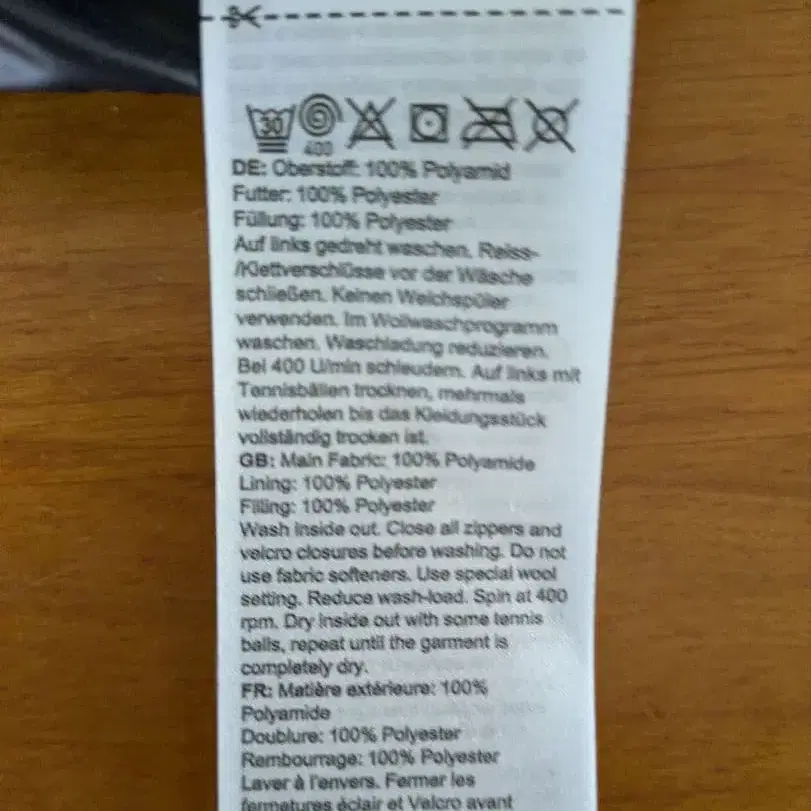 30
400
DE: Oberstoff: 100% Polyamid
Futter: 100% Polyester
Füllung: 100% Polyester
Auf links gedreht waschen. Reiss-
/Klettverschlüsse vor der Wäsche
schließen. Keinen Weichspüler
verwenden. Im Wollwaschprogramm
waschen. Waschladung reduzieren.
Bei 400 U/min schleudern. Auf links mit
Tennisbällen trocknen, mehrmals
wiederholen bis das Kleidungsstück
vollständig trocken ist.
GB: Main Fabric: 100% Polyamide
Lining: 100% Polyester
Filling: 100% Polyester
Wash inside out. Close all zippers and
velcro closures before washing. Do not
use fabric softeners. Use special wool
setting. Reduce wash-load. Spin at 400
rpm. Dry inside out with some tennis
balls, repeat until the garment is
completely dry.
FR: Matière extérieure: 100%
Polyamide
Doublure: 100% Polyester
Rembourrage: 100% Polyester
Laver à l'envers. Fermer les
fermetures éclair et Velcro avant